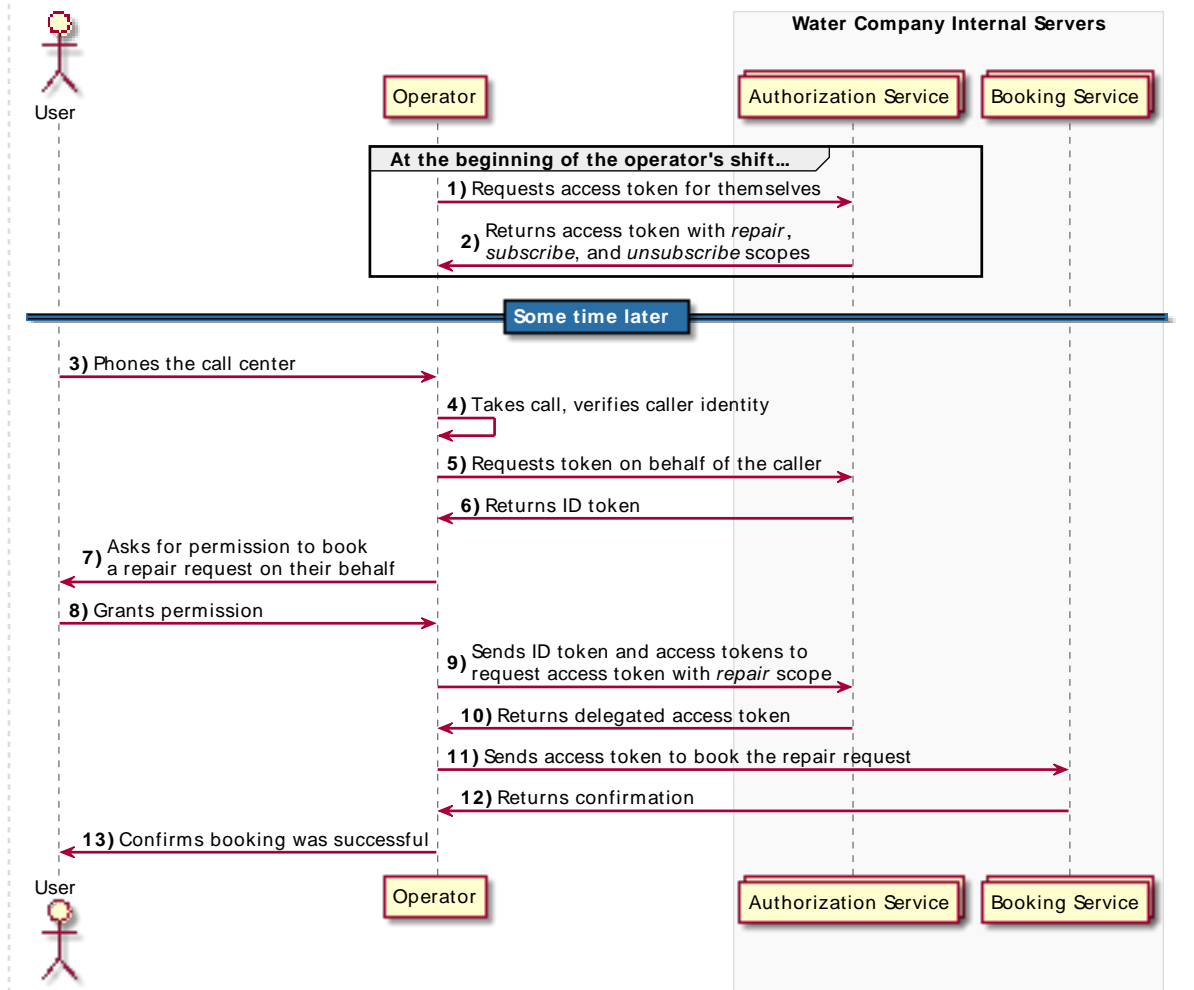 Water Company Internal Servers
User
Operator
Authorization Service
Booking Service
At the beginning of the operator's shift...
1) Requests access token for themselves
2) Returns access token with repair,
subscribe, and unsubscribe scopes
Some time later
3) Phones the call center
4) Takes call, verifies caller identity
5) Requests token on behalf of the caller
6) Returns ID token
7) Asks for permission to book
a repair request on their behalf
8) Grants permission
9) Sends ID token and access tokens to
request access token with repair scope
10) Returns delegated access token
11) Sends access token to book the repair request
12) Returns confirmation
13) Confirms booking was successful
User
Operator
Authorization Service
Booking Service